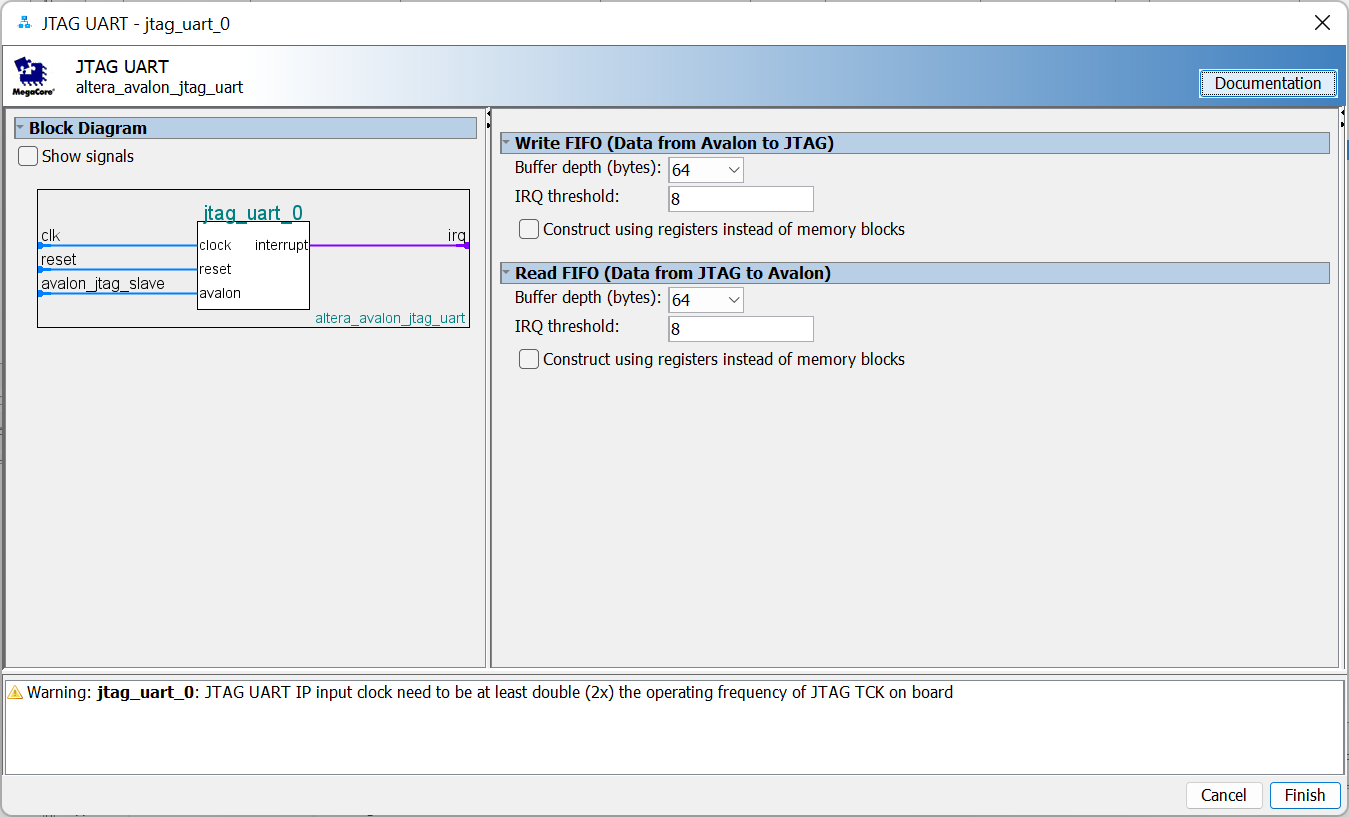 JTAG UART - jtag_uart_0
JTAG UART
altera_avalon_jtag_uart
MegaCore®
Documentation
Block Diagram
Show signals
jtag_uart_0
clk
clock
interrupt
irq
reset
reset
avalon_jtag_slave
avalon
altera_avalon_jtag_uart
Write FIFO (Data from Avalon to JTAG)
Buffer depth (bytes): 64
IRQ threshold: 8
Construct using registers instead of memory blocks
Read FIFO (Data from JTAG to Avalon)
Buffer depth (bytes): 64
IRQ threshold: 8
Construct using registers instead of memory blocks
Warning: jtag_uart_0: JTAG UART IP input clock need to be at least double (2x) the operating frequency of JTAG TCK on board
Cancel
Finish